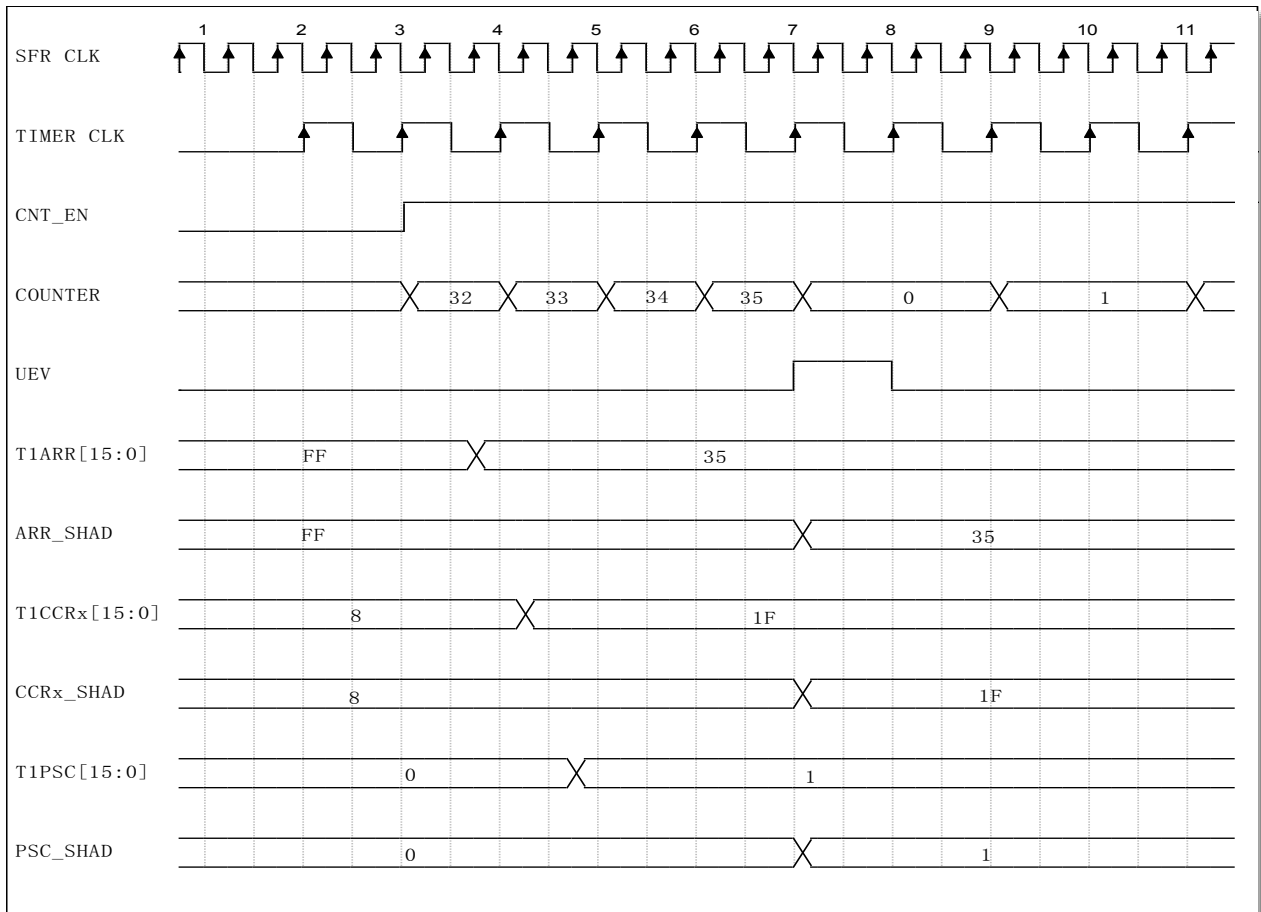 1 2 3 4 5 6 7 8 9 10 11
SFR CLK
TIMER CLK
CNT_EN
COUNTER 32 33 34 35 0 1
UEV
T1ARR[15:0] FF 35
ARR_SHAD FF 35
T1CCRx[15:0] 8 1F
CCRx_SHAD 8 1F
T1PSC[15:0] 0 1
PSC_SHAD 0 1